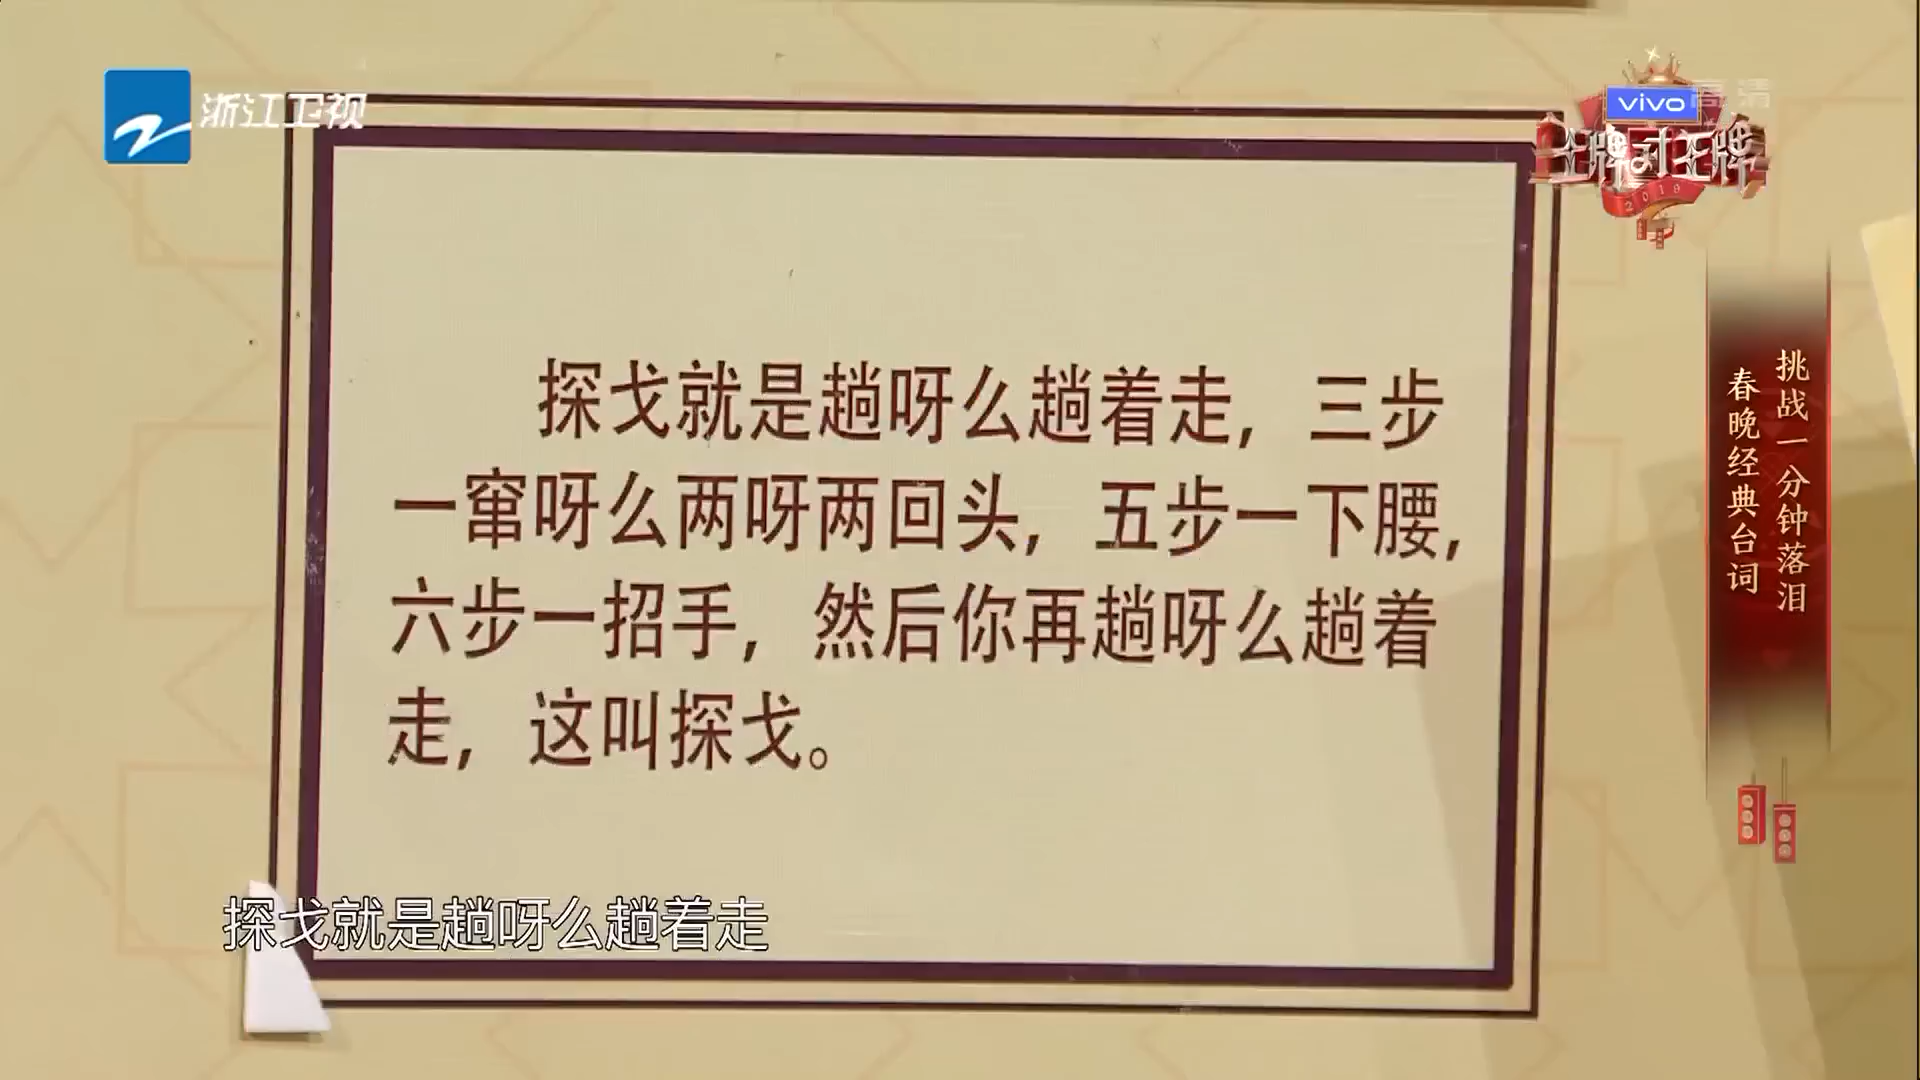 浙江卫视
vivo
高清
王牌对王牌
2019
探戈就是趟呀么趟着走，三步
一窜呀么两呀两回头，五步一下腰，
六步一招手，然后你再趟呀么趟着
走，这叫探戈。
挑战一分钟落泪
春晚经典台词
探戈就是趟呀么趟着走